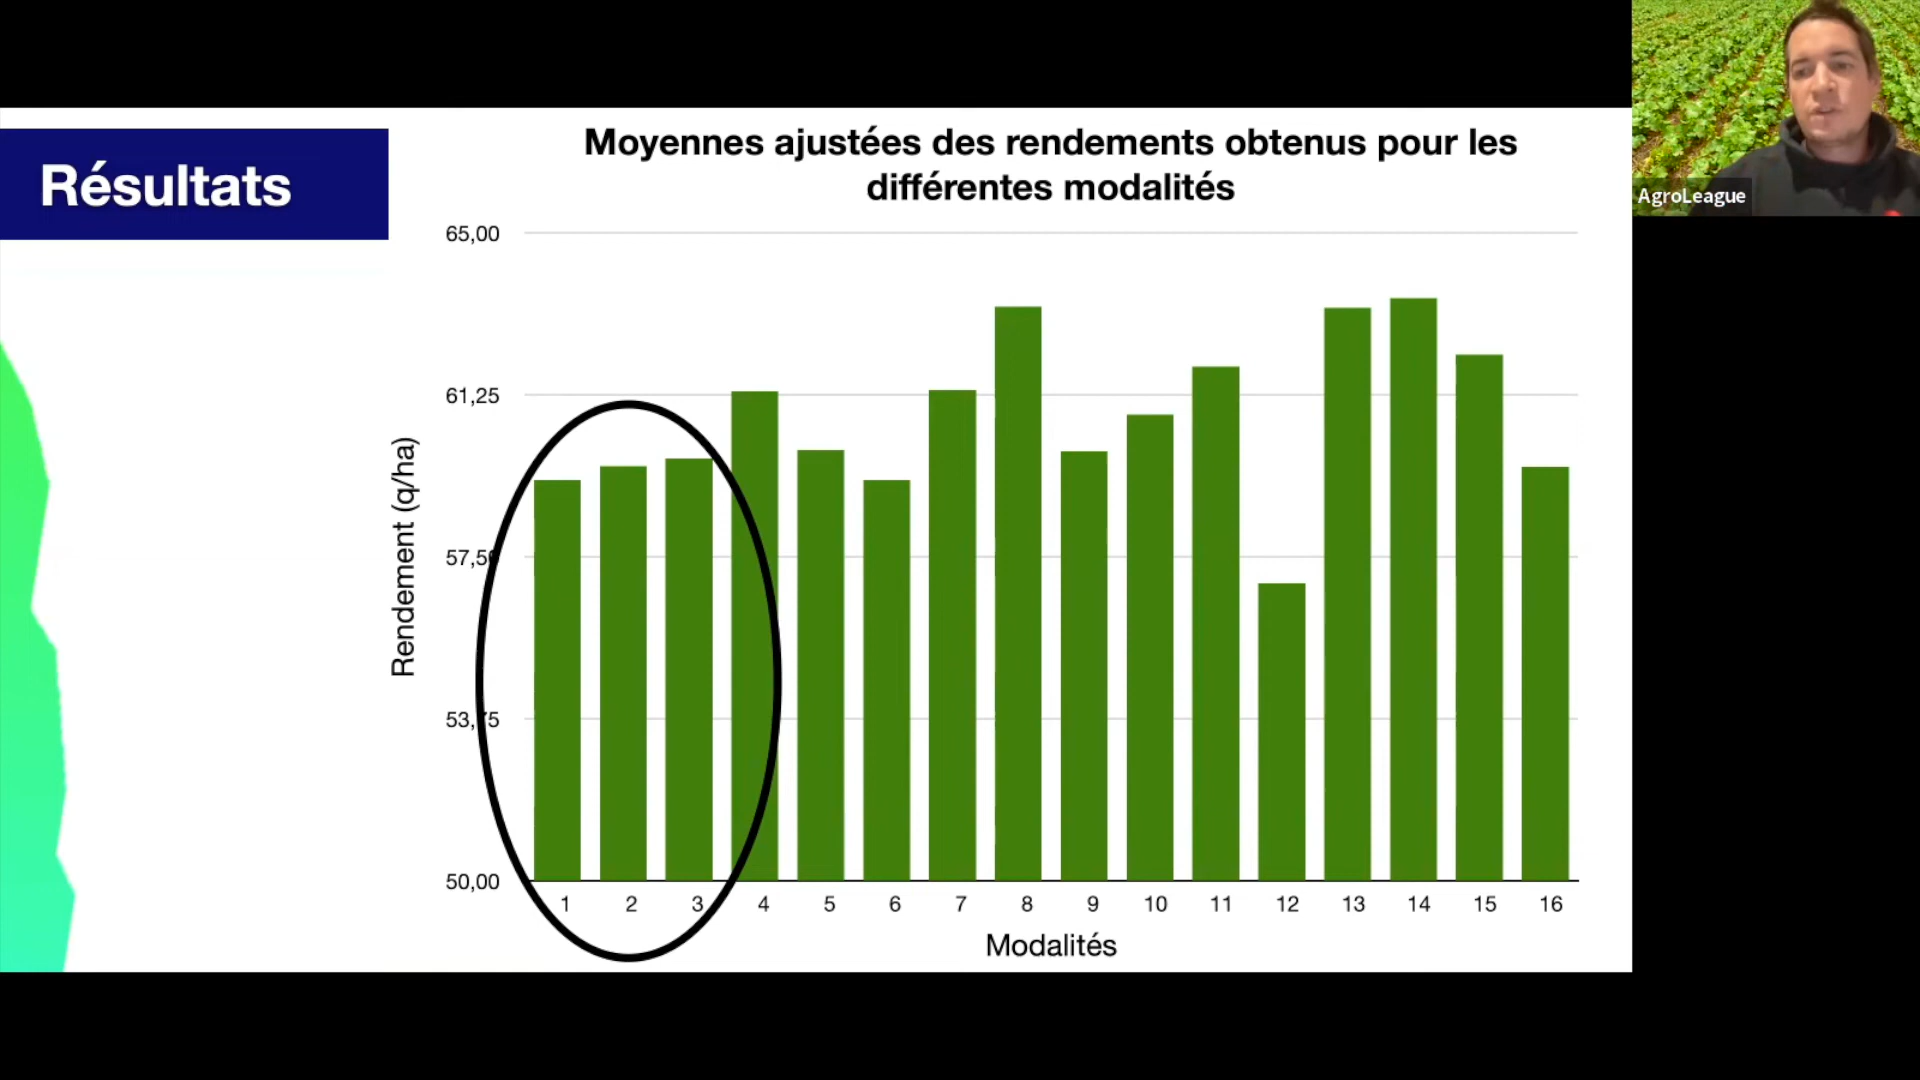 Résultats
Moyennes ajustées des rendements obtenus pour les
différentes modalités
AgroLeague
65,00
61,25
57,50
53,75
50,00
Rendement (q/ha)
1 2 3 4 5 6 7 8 9 10 11 12 13 14 15 16
Modalités